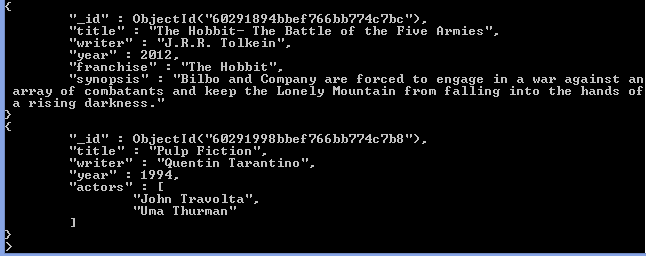 {
"_id" : ObjectId("60291894bbef766bb774c7bc"),
"title" : "The Hobbit- The Battle of the Five Armies",
"writer" : "J.R.R. Tolkein",
"year" : 2012,
"franchise" : "The Hobbit",
"synopsis" : "Bilbo and Company are forced to engage in a war against an
array of combatants and keep the Lonely Mountain from falling into the hands of
a rising darkness."
}
{
"_id" : ObjectId("60291998bbef766bb774c7b8"),
"title" : "Pulp Fiction",
"writer" : "Quentin Tarantino",
"year" : 1994,
"actors" : [
"John Travolta",
"Uma Thurman"
]
}
>